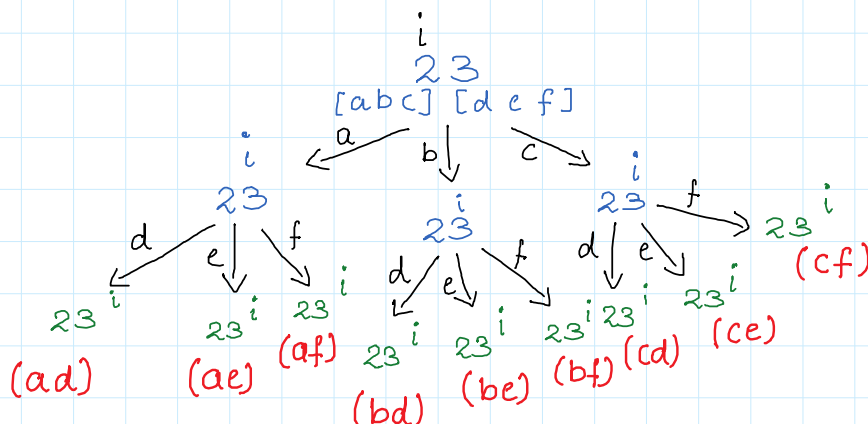 i
23
[abc] [d e f]
a b c
i i i
23 23 23
d e f d e f d e f
23 i 23 i 23 i 23 i 23 i 23 i 23 i 23 i 23 i
(ad) (ae) (af) (bd) (be) (bf) (cd) (ce) (cf)